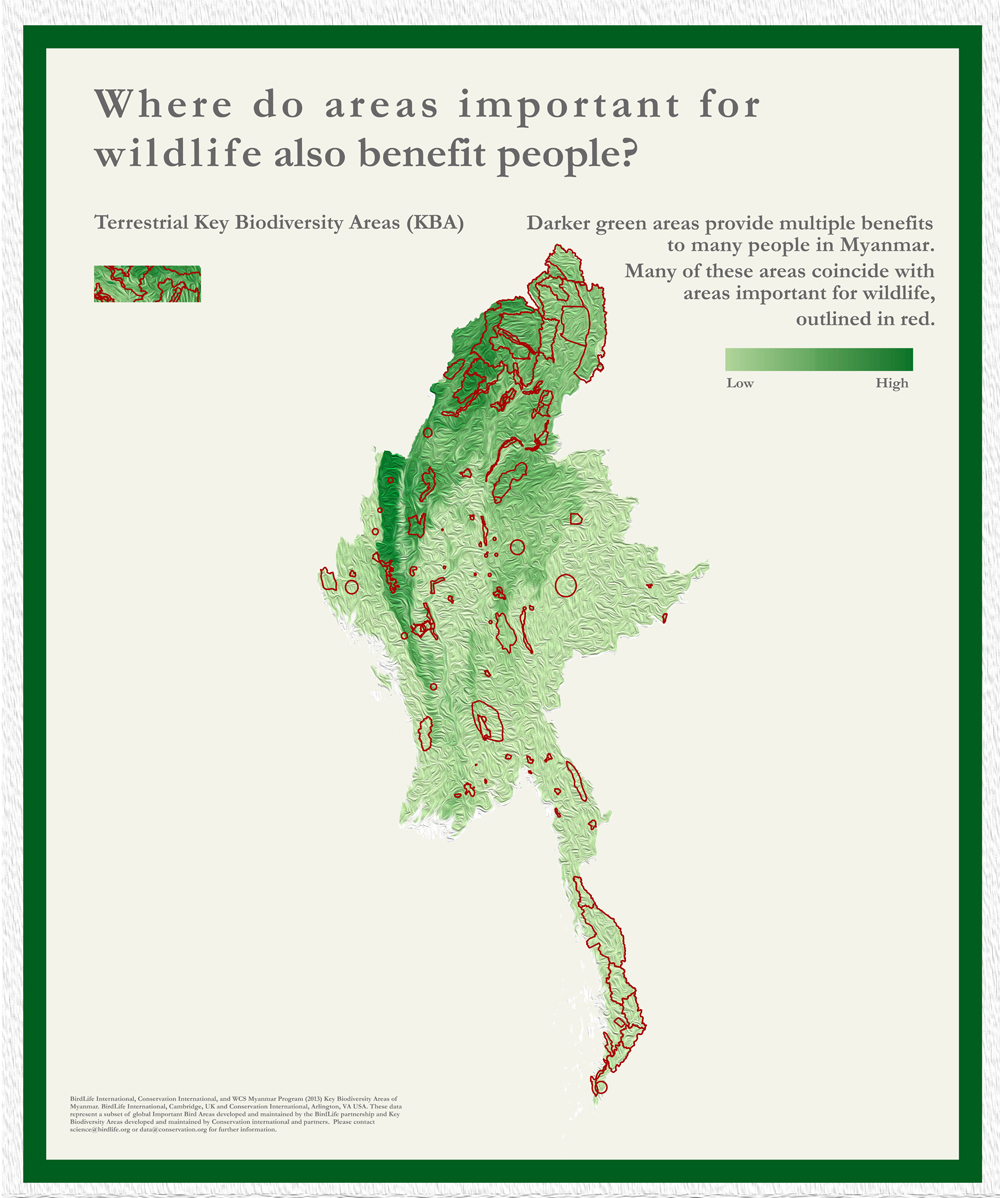 Where do areas important for
wildlife also benefit people?
Terrestrial Key Biodiversity Areas (KBA)
Darker green areas provide multiple benefits
to many people in Myanmar.
Many of these areas coincide with
areas important for wildlife,
outlined in red.
Low
High
BirdLife International, Conservation International, and WCS Myanmar Program (2013) Key Biodiversity Areas of
Myanmar. BirdLife International, Cambridge, UK and Conservation International, Arlington, VA USA. These data
represent a subset of global Important Bird Areas developed and maintained by the BirdLife partnership and Key
Biodiversity Areas developed and maintained by Conservation international and partners. Please contact
science@birdlife.org or data@conservation.org for further information.